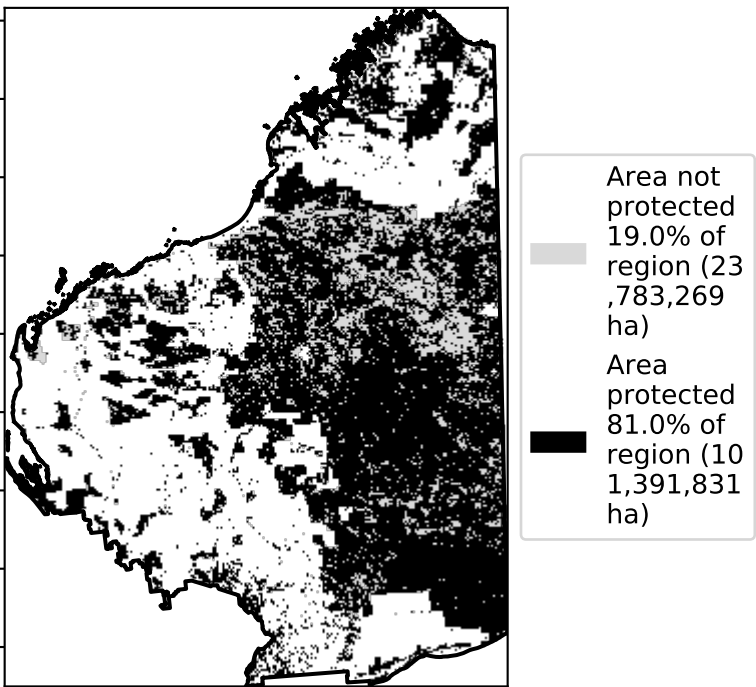 Area not
protected
19.0% of
region (23
,783,269
ha)
Area
protected
81.0% of
region (10
1,391,831
ha)